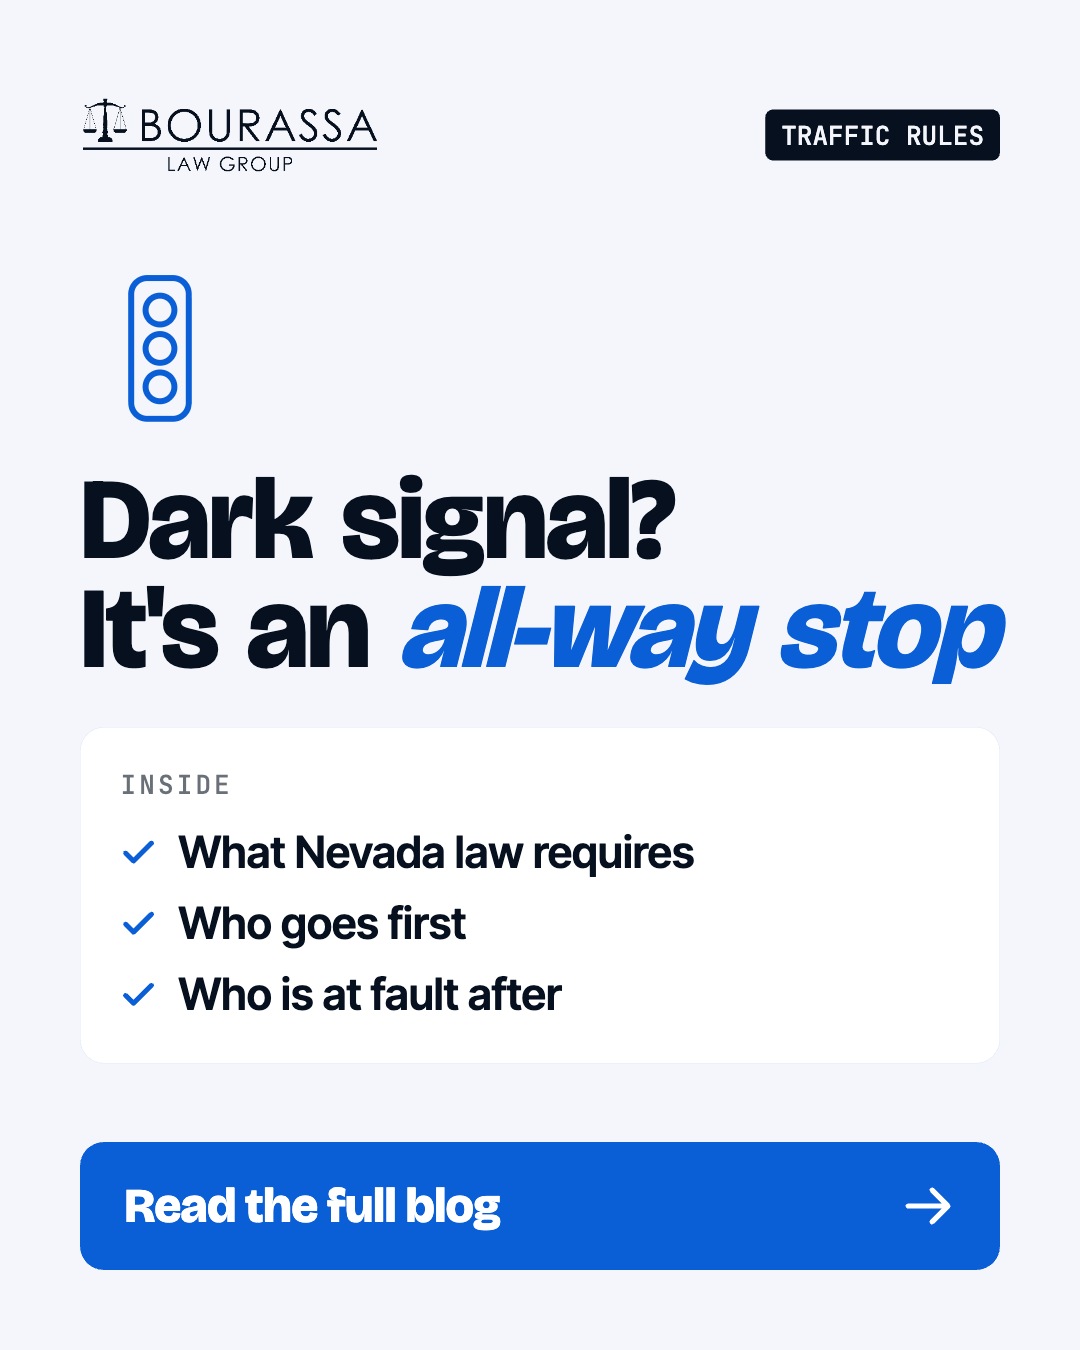 BOURASSA
LAW GROUP
TRAFFIC RULES
Dark signal?
It's an all-way stop
INSIDE
What Nevada law requires
Who goes first
Who is at fault after
Read the full blog